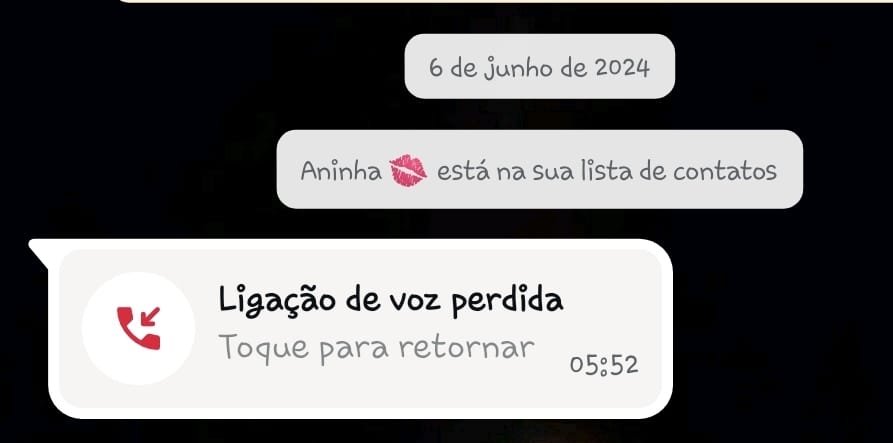 6 de junho de 2024
Aninha 💋 está na sua lista de contatos
Ligação de voz perdida
Toque para retornar
05:52